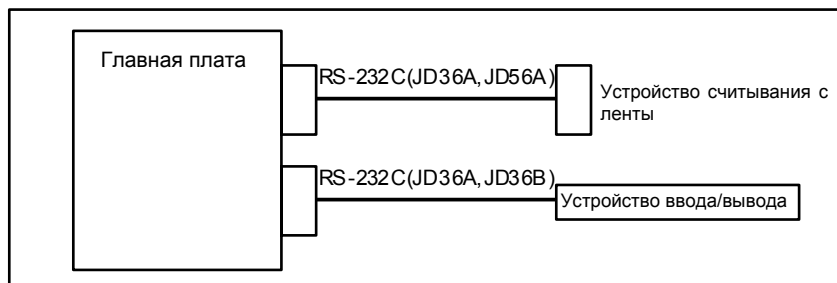 Главная плата
RS-232C(JD36A, JD56A)
Устройство считывания с
ленты
RS-232C(JD36A, JD36B)
Устройство ввода/вывода